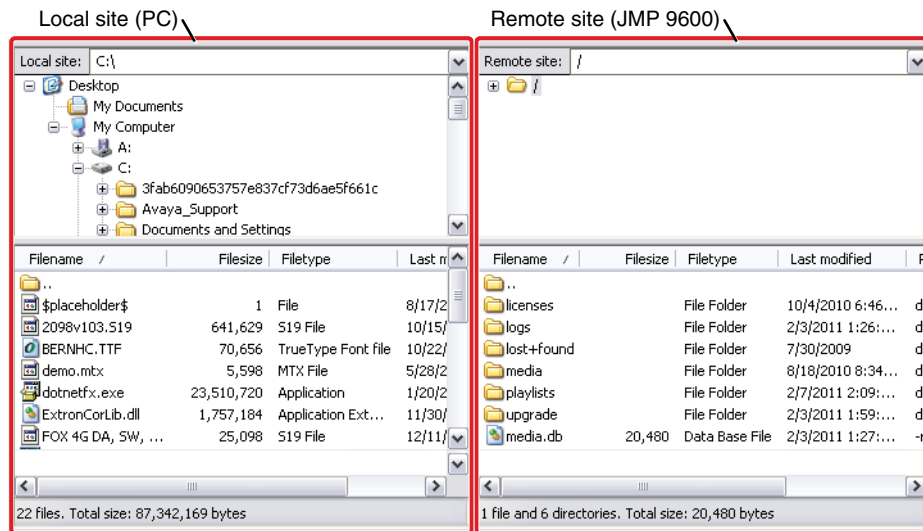 Local site (PC)
Remote site (JMP 9600)
Local site: C:\
Desktop
My Documents
My Computer
A:
C:
3fab6090653757e837cf73d6ae5f661c
Avaya_Support
Documents and Settings
Filename / Filesize Filetype Last m
..
$placeholder$ 1 File 8/17/2
2098v103.S19 641,629 S19 File 10/15/
BERNHC.TTF 70,656 TrueType Font file 10/22/
demo.mtx 5,598 MTX File 5/28/2
dotnetfx.exe 23,510,720 Application 1/20/2
ExtronCorLib.dll 1,757,184 Application Ext... 11/30/
FOX 4G DA, SW, ... 25,098 S19 File 12/11/
22 files. Total size: 87,342,169 bytes
Remote site: /
/
Filename / Filesize Filetype Last modified P
..
licenses File Folder 10/4/2010 6:46... d
logs File Folder 2/3/2011 1:26:... d
lost+found File Folder 7/30/2009 d
media File Folder 8/18/2010 8:34... d
playlists File Folder 2/7/2011 2:09:... d
upgrade File Folder 2/3/2011 1:59:... d
media.db 20,480 Data Base File 2/3/2011 1:27:... -r
1 file and 6 directories. Total size: 20,480 bytes